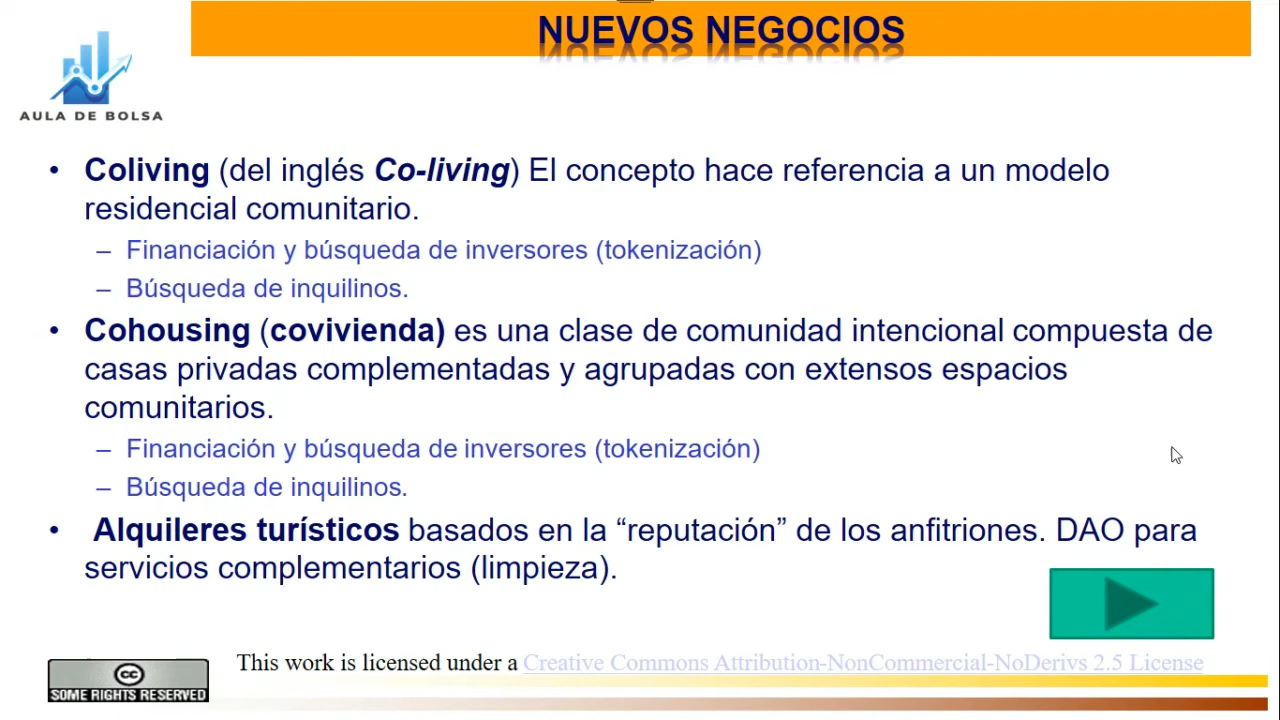 NUEVOS NEGOCIOS
AULA DE BOLSA
• Coliving (del inglés Co-living) El concepto hace referencia a un modelo
residencial comunitario.
– Financiación y búsqueda de inversores (tokenización)
– Búsqueda de inquilinos.
• Cohousing (covivienda) es una clase de comunidad intencional compuesta de
casas privadas complementadas y agrupadas con extensos espacios
comunitarios.
– Financiación y búsqueda de inversores (tokenización)
– Búsqueda de inquilinos.
• Alquileres turísticos basados en la “reputación” de los anfitriones. DAO para
servicios complementarios (limpieza).
This work is licensed under a Creative Commons Attribution-NonCommercial-NoDerivs 2.5 License
cc
SOME RIGHTS RESERVED